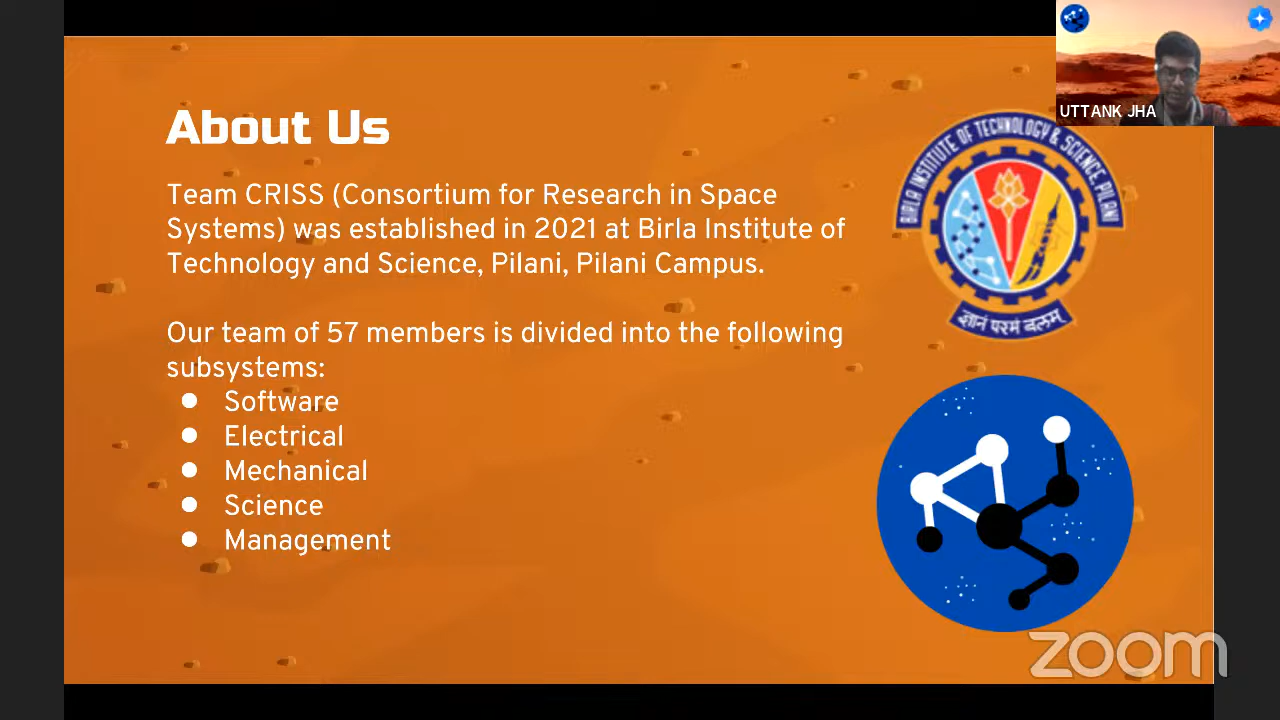 UTTANK JHA
About Us
Team CRISS (Consortium for Research in Space
Systems) was established in 2021 at Birla Institute of
Technology and Science, Pilani, Pilani Campus.
Our team of 57 members is divided into the following
subsystems:
● Software
● Electrical
● Mechanical
● Science
● Management
BIRLA INSTITUTE OF TECHNOLOGY & SCIENCE, PILANI
ज्ञानं परमं बलम्
zoom